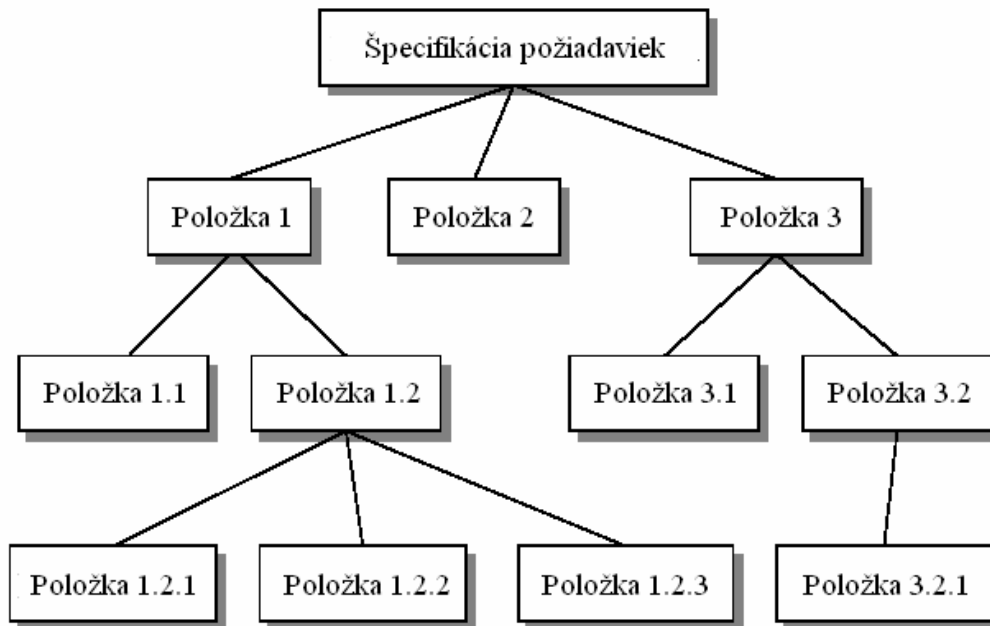 Špecifikácia požiadaviek
Položka 1
Položka 2
Položka 3
Položka 1.1
Položka 1.2
Položka 3.1
Položka 3.2
Položka 1.2.1
Položka 1.2.2
Položka 1.2.3
Položka 3.2.1